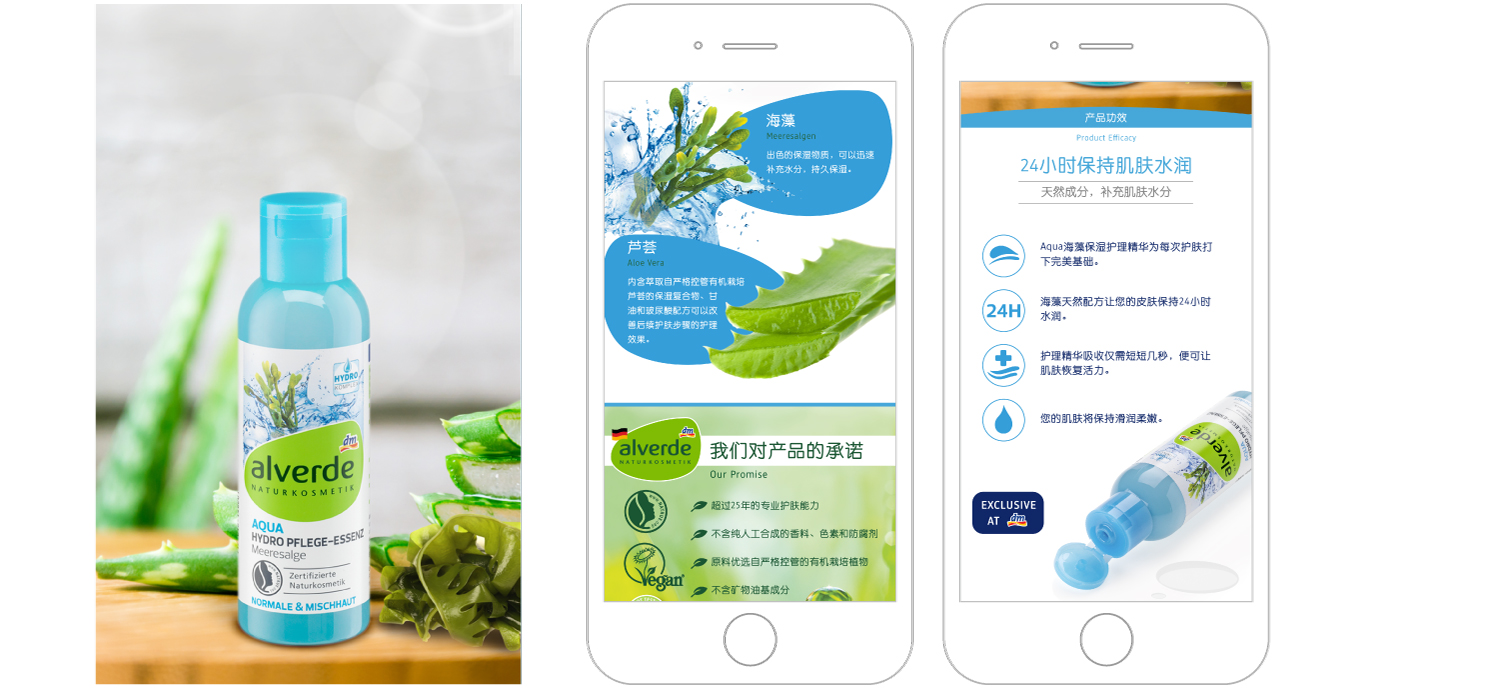 HYDRO
KOMPLEX
dm
alverde
NATURKOSMETIK
AQUA
HYDRO PFLEGE-ESSENZ
Meeresalge
Zertifizierte
Naturkosmetik
NORMALE & MISCHHAUT
海藻
Meeresalgen
出色的保湿物质，可以迅速
补充水分，持久保湿。
芦荟
Aloe Vera
内含萃取自严格控管有机栽培
芦荟的保湿复合物、甘
油和玻尿酸配方可以改
善后续护肤步骤的护理
效果。
dm
alverde
NATURKOSMETIK
我们对产品的承诺
Our Promise
超过25年的专业护肤能力
不含纯人工合成的香料、色素和防腐剂
Vegan
原料优选自严格控管的有机栽培植物
不含矿物油基成分
产品功效
Product Efficacy
24小时保持肌肤水润
天然成分，补充肌肤水分
Aqua海藻保湿护理精华为每次护肤打
下完美基础。
24H
海藻天然配方让您的皮肤保持24小时
水润。
护理精华吸收仅需短短几秒，便可让
肌肤恢复活力。
您的肌肤将保持滑润柔嫩。
alverde
EXCLUSIVE
AT dm